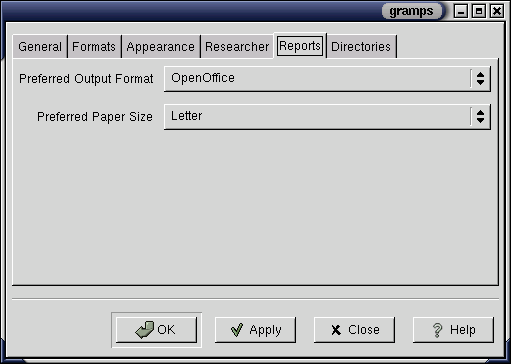 gramps
General Formats Appearance Researcher Reports Directories
Preferred Output Format OpenOffice
Preferred Paper Size Letter
OK Apply Close Help